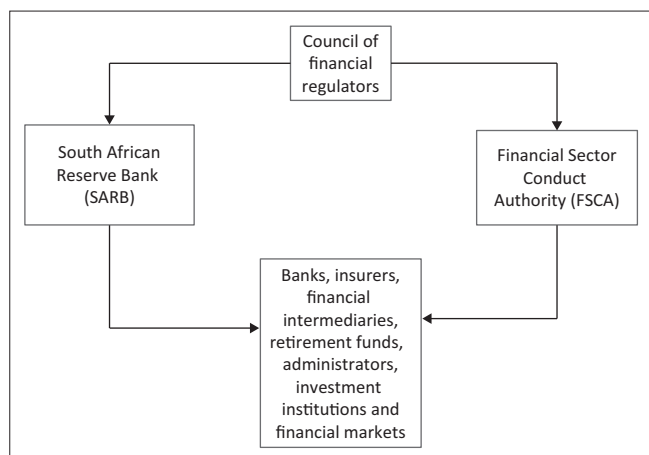 Council of
financial
regulators
South African
Reserve Bank
(SARB)
Financial Sector
Conduct
Authority (FSCA)
Banks, insurers,
financial
intermediaries,
retirement funds,
administrators,
investment
institutions and
financial markets